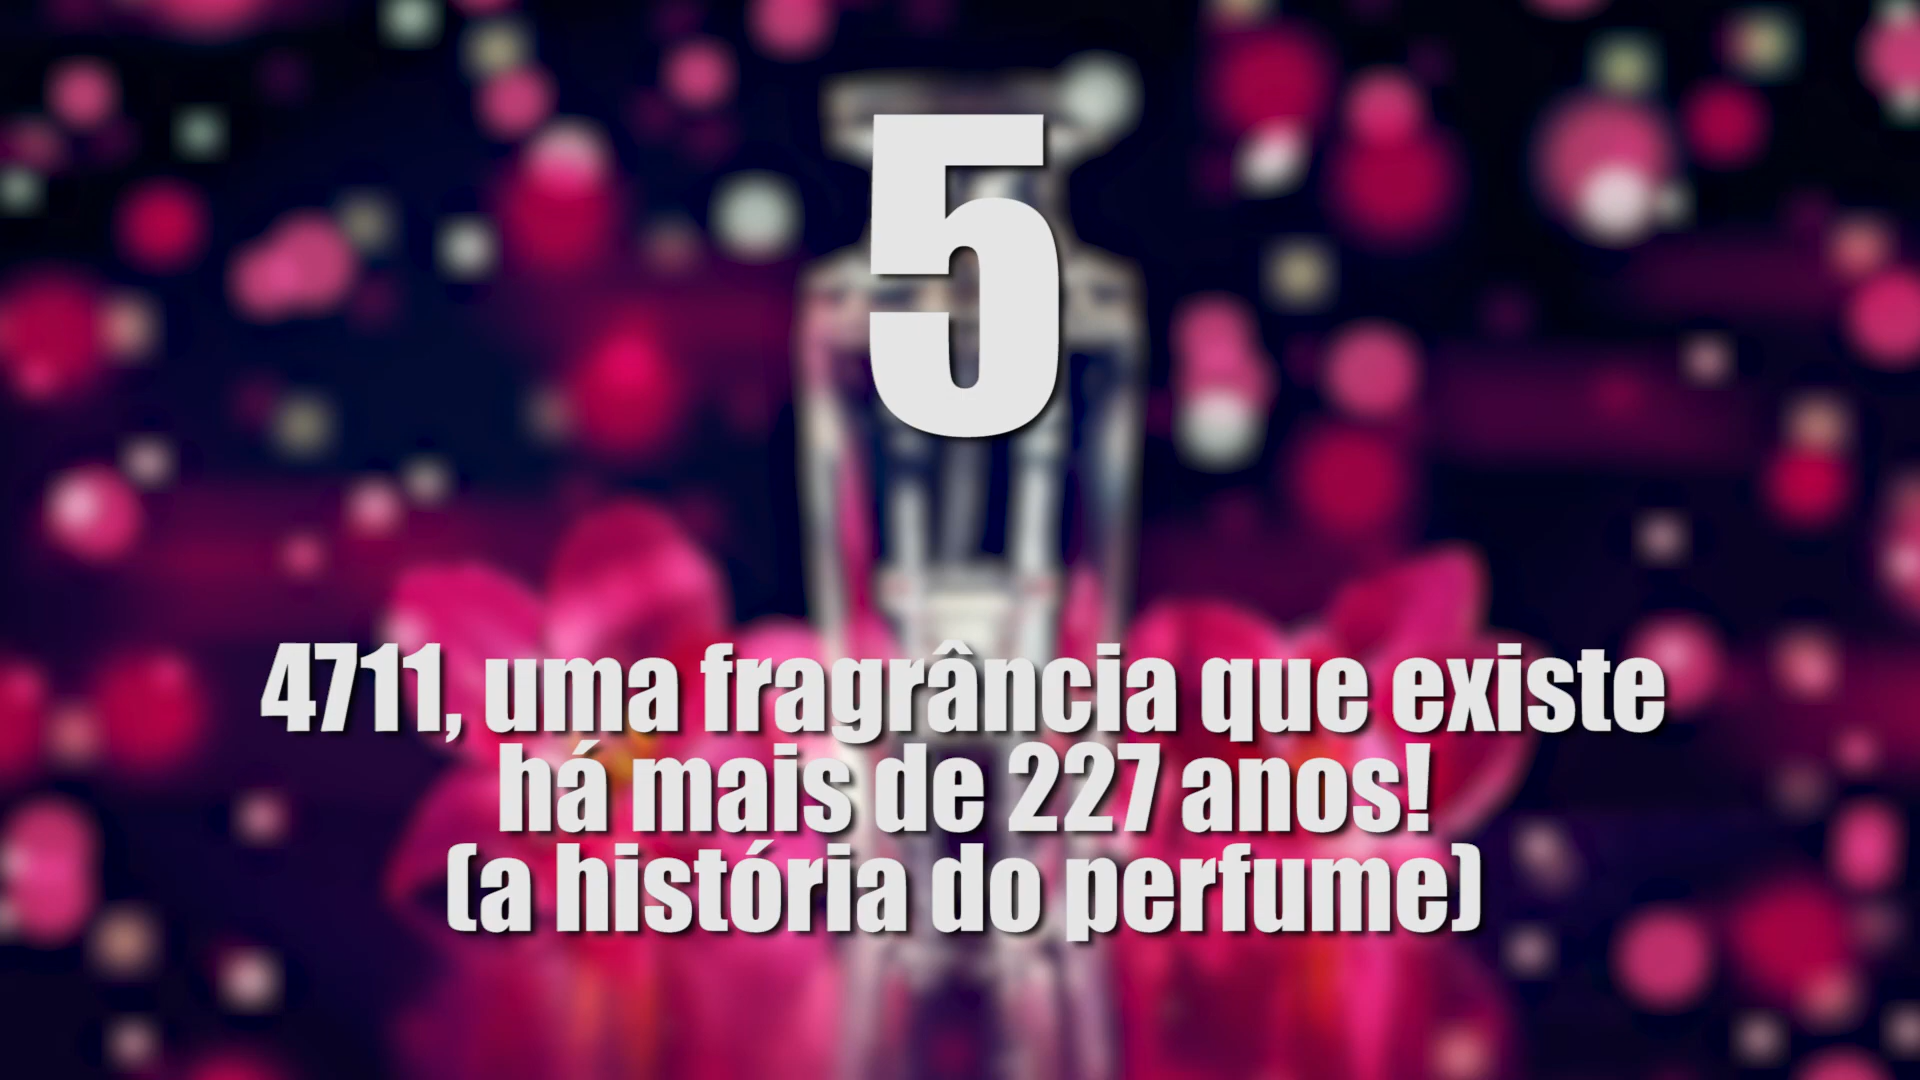 5
4711, uma fragrância que existe
há mais de 227 anos!
(a história do perfume)